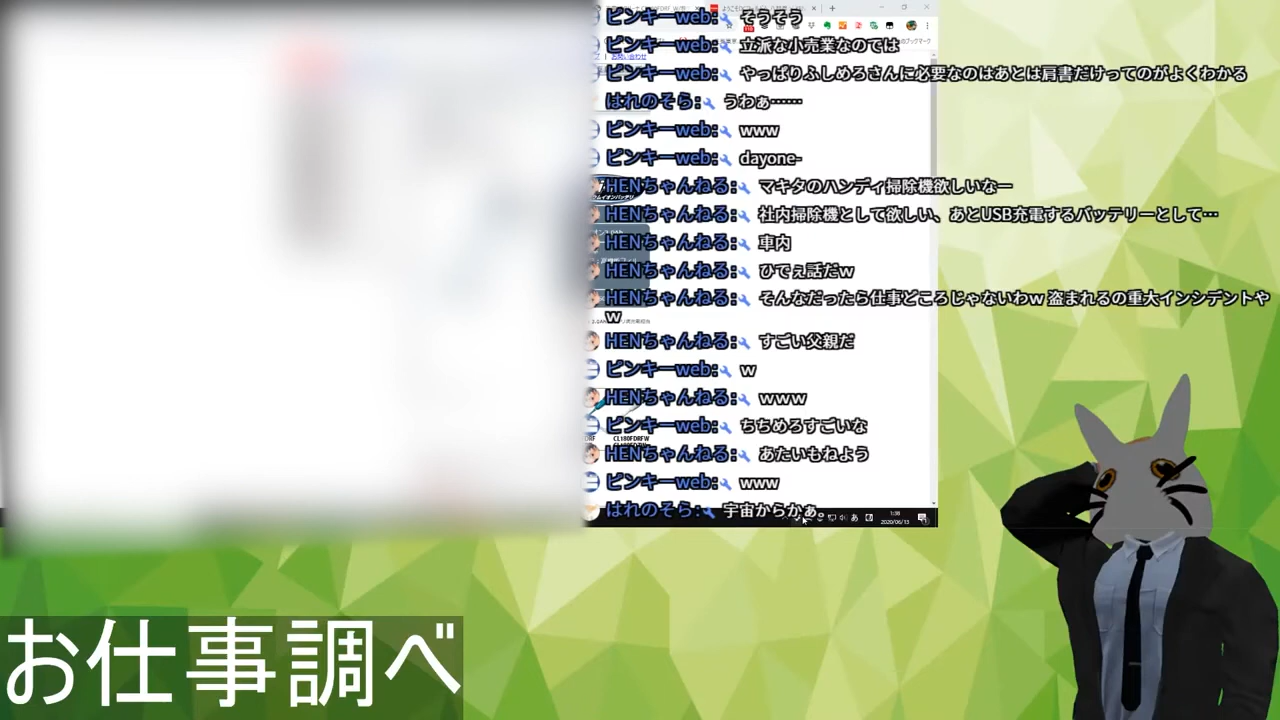 ピンキーweb: そうそう
ピンキーweb: 立派な小売業なのでは
お問い合わせ
ピンキーweb: やっぱりふしめろさんに必要なのはあとは肩書だけってのがよくわかる
はれのそら: うわぁ……
ピンキーweb: www
ピンキーweb: dayone-
HENちゃんねる: マキタのハンディ掃除機欲しいなー
HENちゃんねる: 社内掃除機として欲しい、あとUSB充電するバッテリーとして…
HENちゃんねる: 車内
HENちゃんねる: ひでぇ話だw
HENちゃんねる: そんなだったら仕事どころじゃないわw 盗まれるの重大インシデントや
w
HENちゃんねる: すごい父親だ
ピンキーweb: w
HENちゃんねる: www
ピンキーweb: ちちめろすごいな
CL180FDRFW
HENちゃんねる: あたいもねよう
ピンキーweb: www
はれのそら: 宇宙からかぁ
あ
1:38
2020/06/13
お仕事調べ